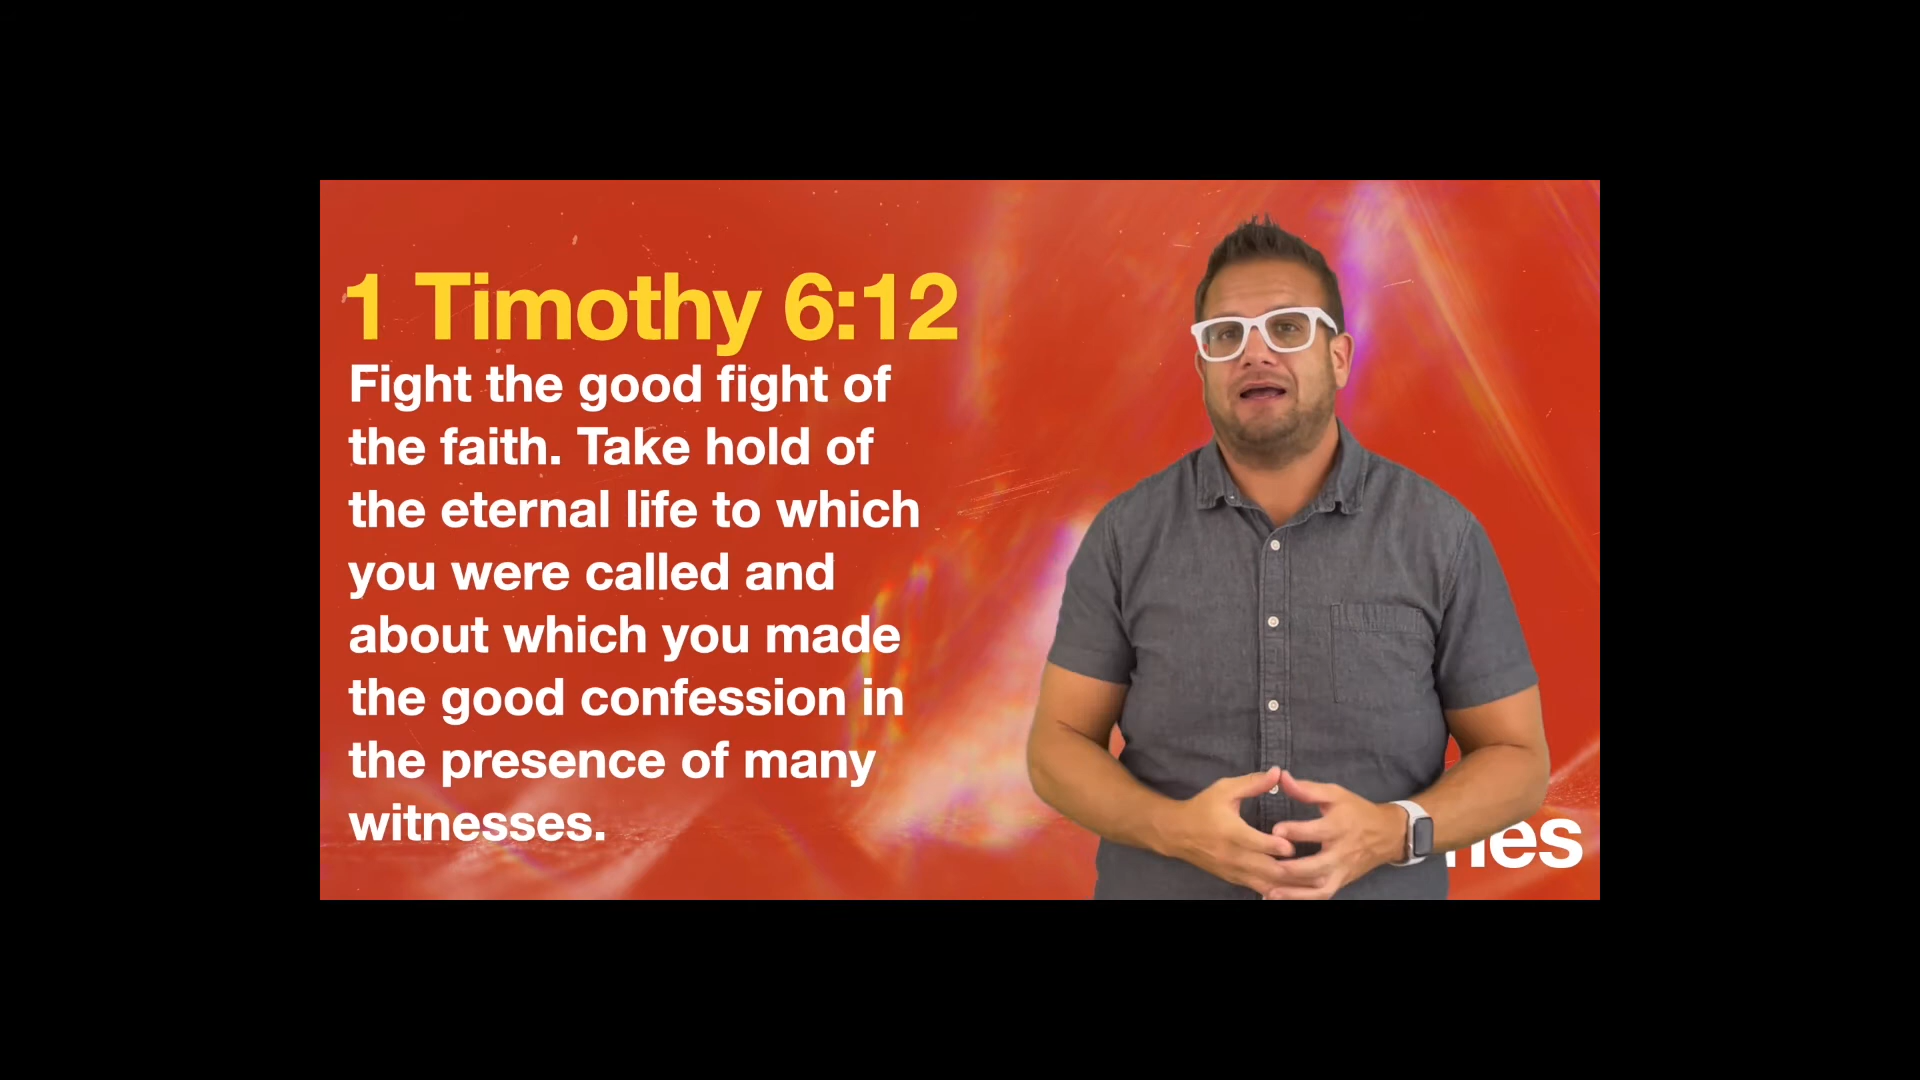 1 Timothy 6:12
Fight the good fight of
the faith. Take hold of
the eternal life to which
you were called and
about which you made
the good confession in
the presence of many
witnesses.